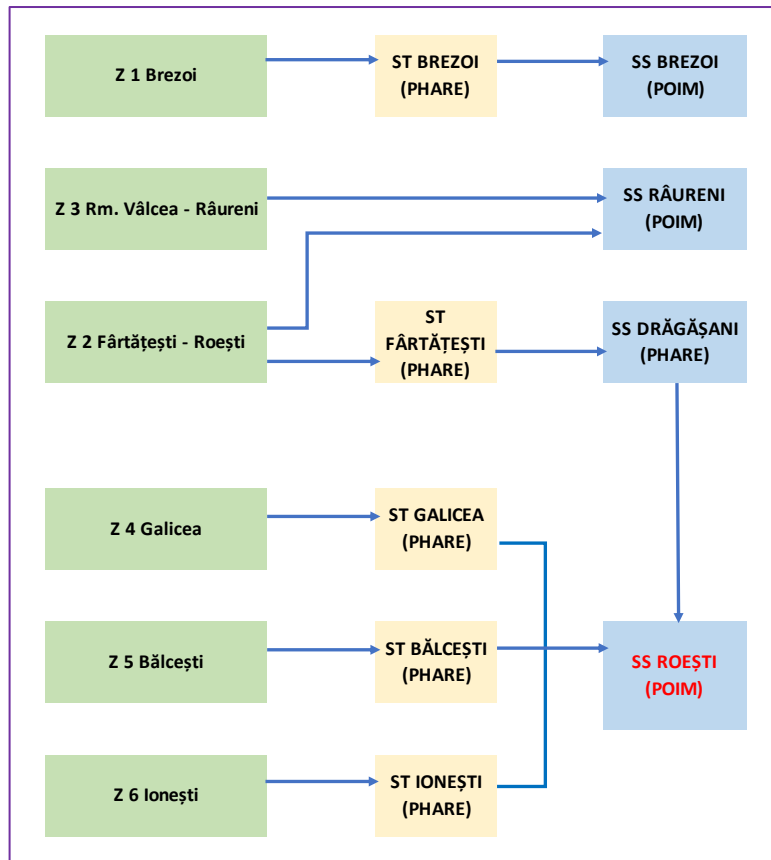 Z 1 Brezoi
ST BREZOI
(PHARE)
SS BREZOI
(POIM)
Z 3 Rm. Vâlcea - Râureni
SS RÂURENI
(POIM)
Z 2 Fârtățești - Roești
ST
FÂRTĂȚEȘTI
(PHARE)
SS DRĂGĂȘANI
(PHARE)
Z 4 Galicea
ST GALICEA
(PHARE)
Z 5 Bălcești
ST BĂLCEȘTI
(PHARE)
SS ROEȘTI
(POIM)
Z 6 Ionești
ST IONEȘTI
(PHARE)